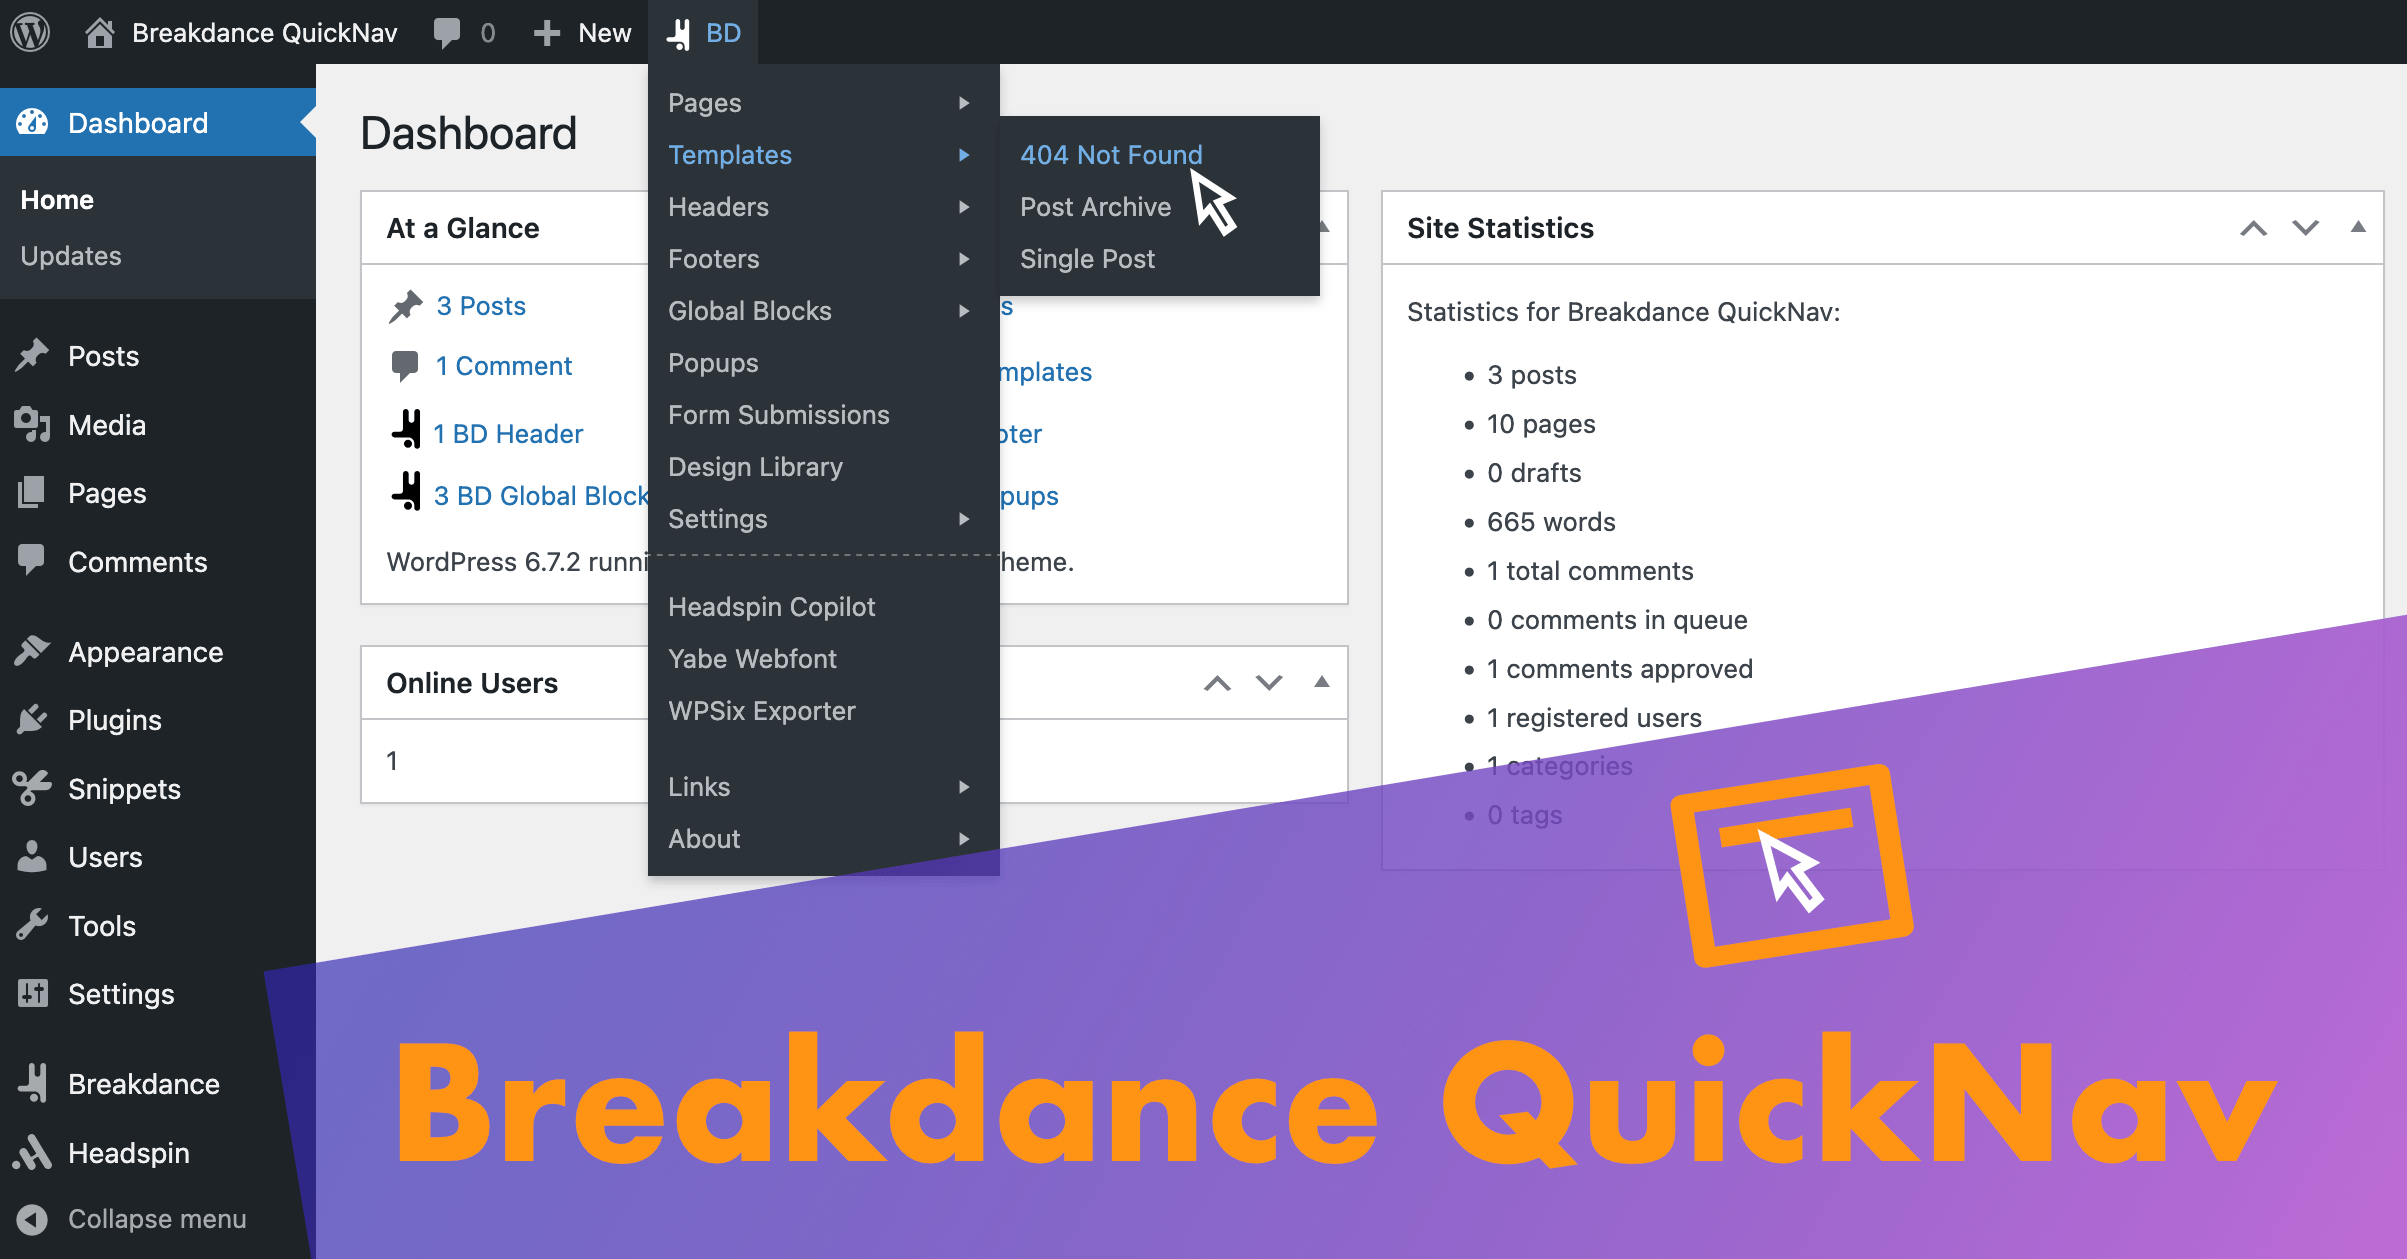 Breakdance QuickNav
0
New
BD
Dashboard
Home
Updates
Posts
Media
Pages
Comments
Appearance
Plugins
Snippets
Users
Tools
Settings
Breakdance
Headspin
Collapse menu
Dashboard
At a Glance
3 Posts
1 Comment
1 BD Header
3 BD Global Block
WordPress 6.7.2 runni
s
mplates
oter
pups
heme.
Online Users
1
Pages
Templates
Headers
Footers
Global Blocks
Popups
Form Submissions
Design Library
Settings
Headspin Copilot
Yabe Webfont
WPSix Exporter
Links
About
404 Not Found
Post Archive
Single Post
Site Statistics
Statistics for Breakdance QuickNav:
3 posts
10 pages
0 drafts
665 words
1 total comments
0 comments in queue
1 comments approved
1 registered users
1 categories
0 tags
Breakdance QuickNav